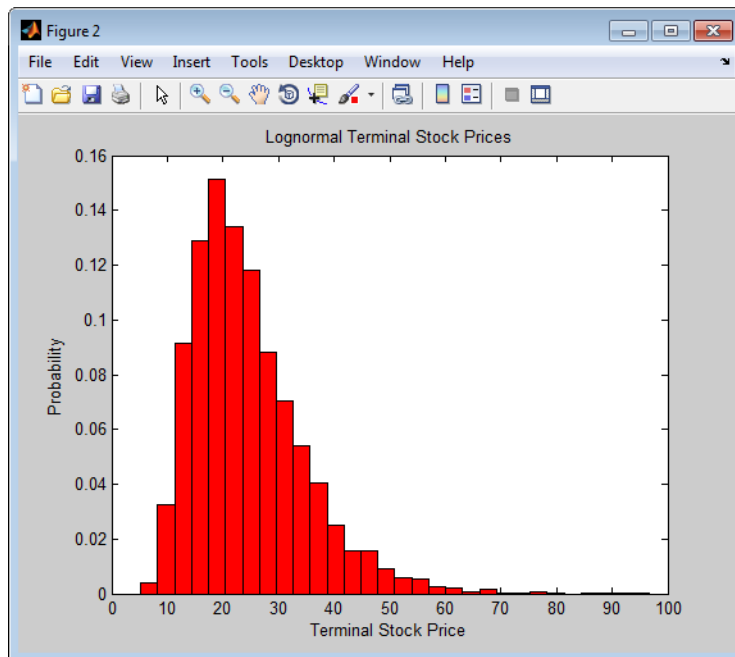 Figure 2
File Edit View Insert Tools Desktop Window Help
Lognormal Terminal Stock Prices
0.16
0.14
0.12
0.1
0.08
0.06
0.04
0.02
0
Probability
0 10 20 30 40 50 60 70 80 90 100
Terminal Stock Price